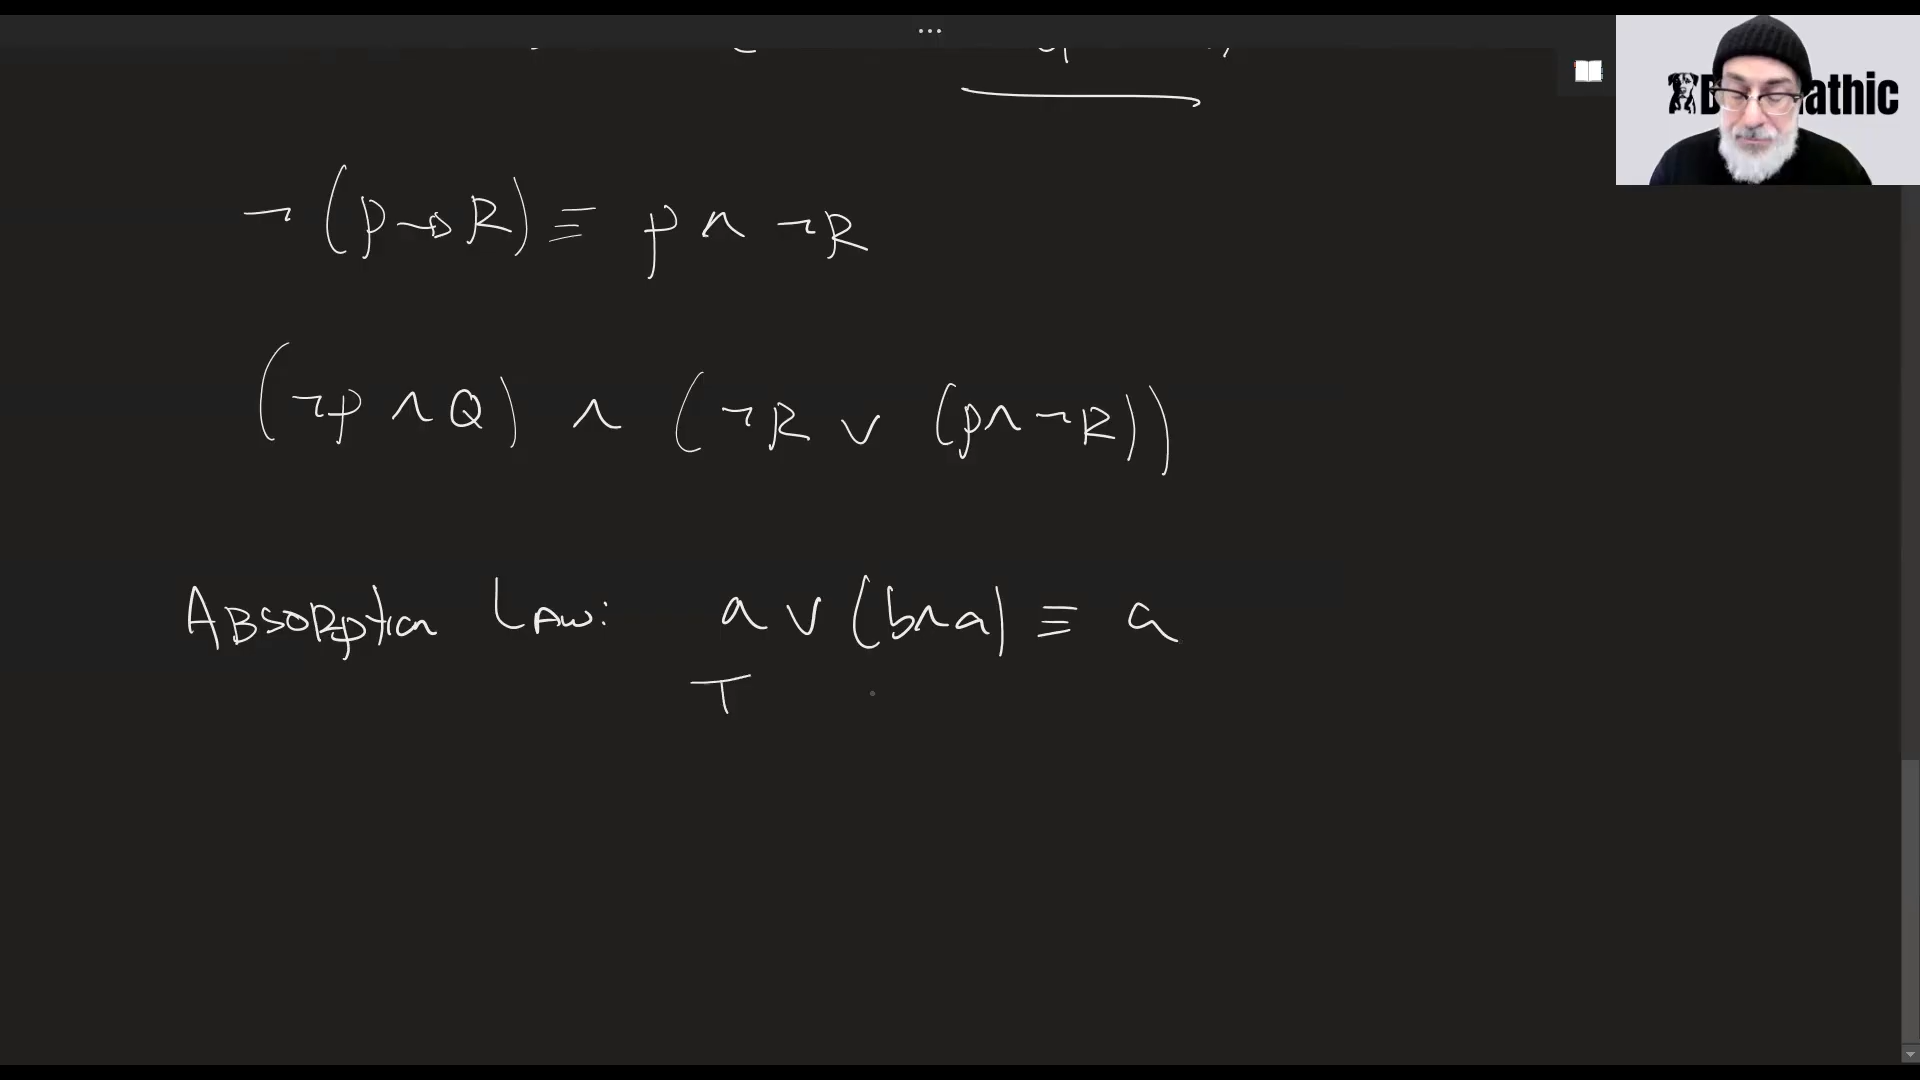 B athic
¬(p→R) ≡ p ∧ ¬R
(¬p ∧ Q) ∧ (¬R ∨ (p ∧ ¬R))
Absorption Law: a ∨ (b ∧ a) ≡ a
T